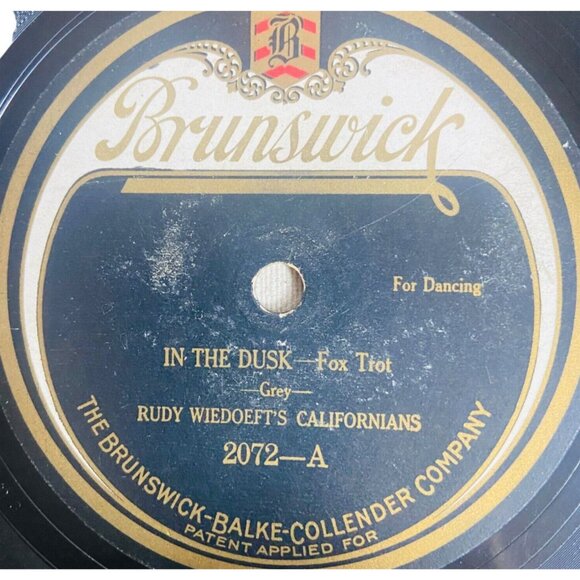 B
Brunswick
For Dancing
IN THE DUSK—Fox Trot
—Grey—
RUDY WIEDOEFT'S CALIFORNIANS
2072—A
THE BRUNSWICK-BALKE-COLLENDER COMPANY
PATENT APPLIED FOR